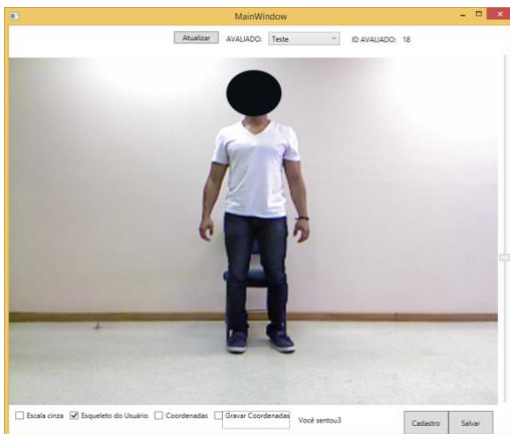 MainWindow
Atualizar AVALIADO: Teste ID AVALIADO: 18
Escala cinza Esqueleto do Usuário Coordenadas Gravar Coordenadas Você sentou3 Cadastro Salvar